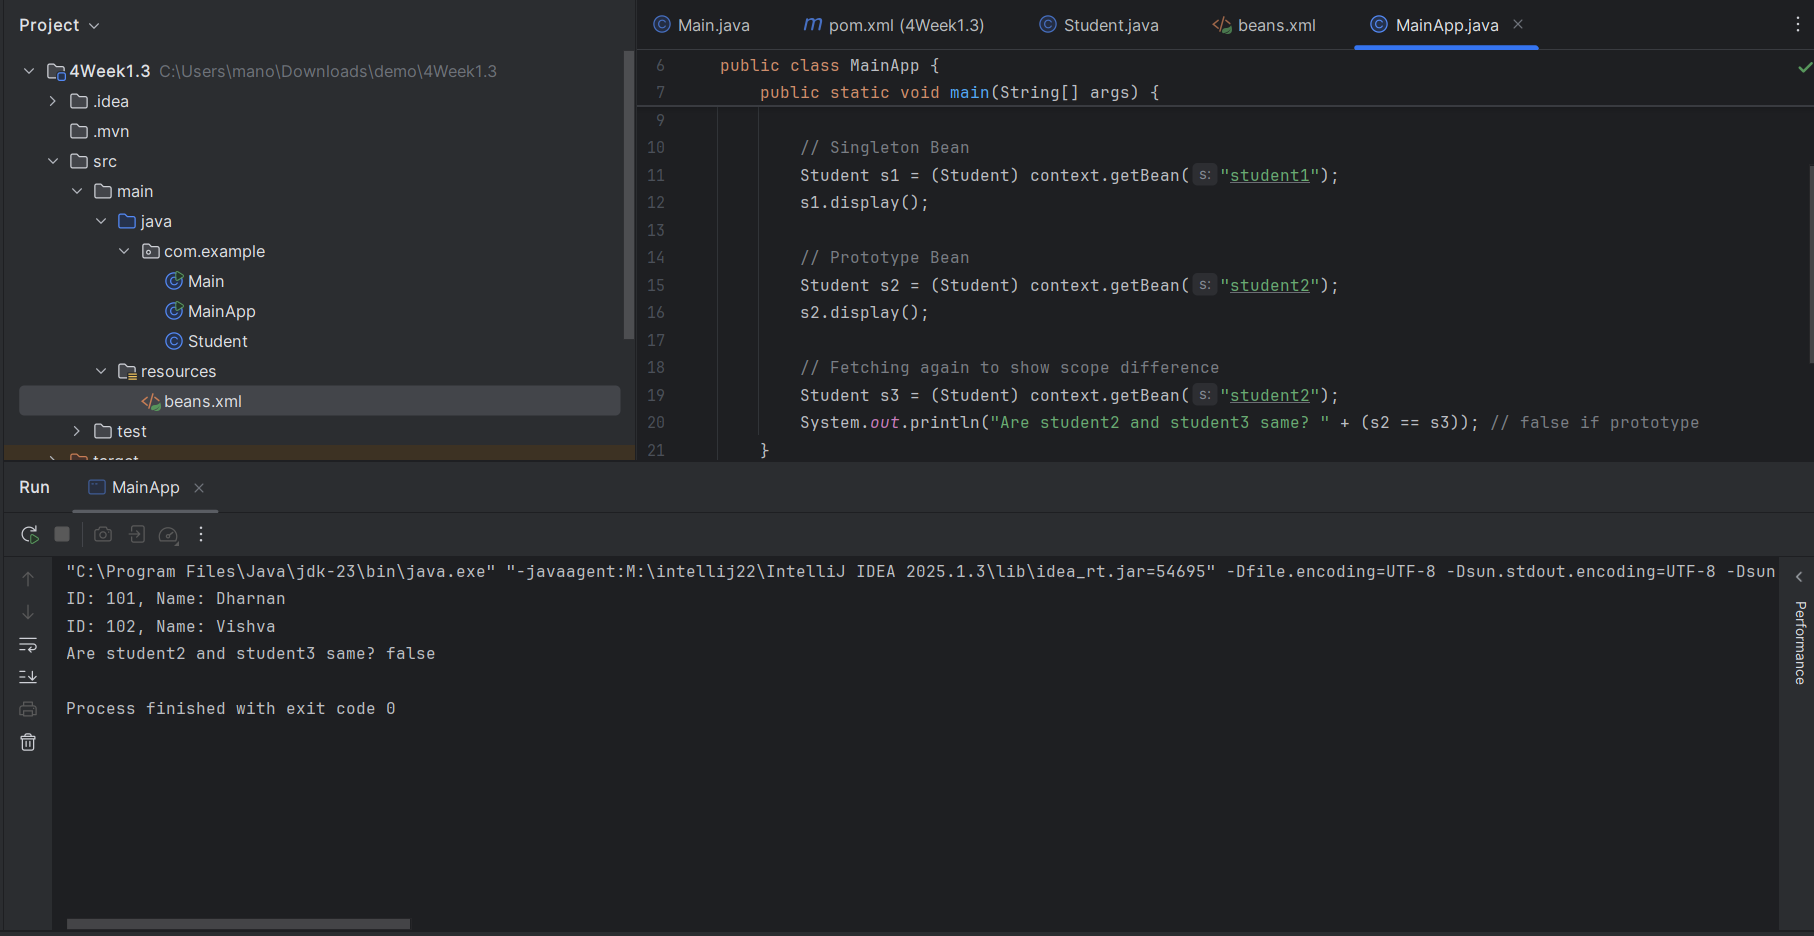 Project
4Week1.3 C:\Users\mano\Downloads\demo\4Week1.3
.idea
.mvn
src
main
java
com.example
Main
MainApp
Student
resources
beans.xml
test
target
Main.java
pom.xml (4Week1.3)
Student.java
beans.xml
MainApp.java
6 public class MainApp {
7 public static void main(String[] args) {
9
10 // Singleton Bean
11 Student s1 = (Student) context.getBean( s: "student1");
12 s1.display();
13
14 // Prototype Bean
15 Student s2 = (Student) context.getBean( s: "student2");
16 s2.display();
17
18 // Fetching again to show scope difference
19 Student s3 = (Student) context.getBean( s: "student2");
20 System.out.println("Are student2 and student3 same? " + (s2 == s3)); // false if prototype
21 }
Run MainApp
"C:\Program Files\Java\jdk-23\bin\java.exe" "-javaagent:M:\intellij22\IntelliJ IDEA 2025.1.3\lib\idea_rt.jar=54695" -Dfile.encoding=UTF-8 -Dsun.stdout.encoding=UTF-8 -Dsun
ID: 101, Name: Dharnan
ID: 102, Name: Vishva
Are student2 and student3 same? false
Process finished with exit code 0
Performance